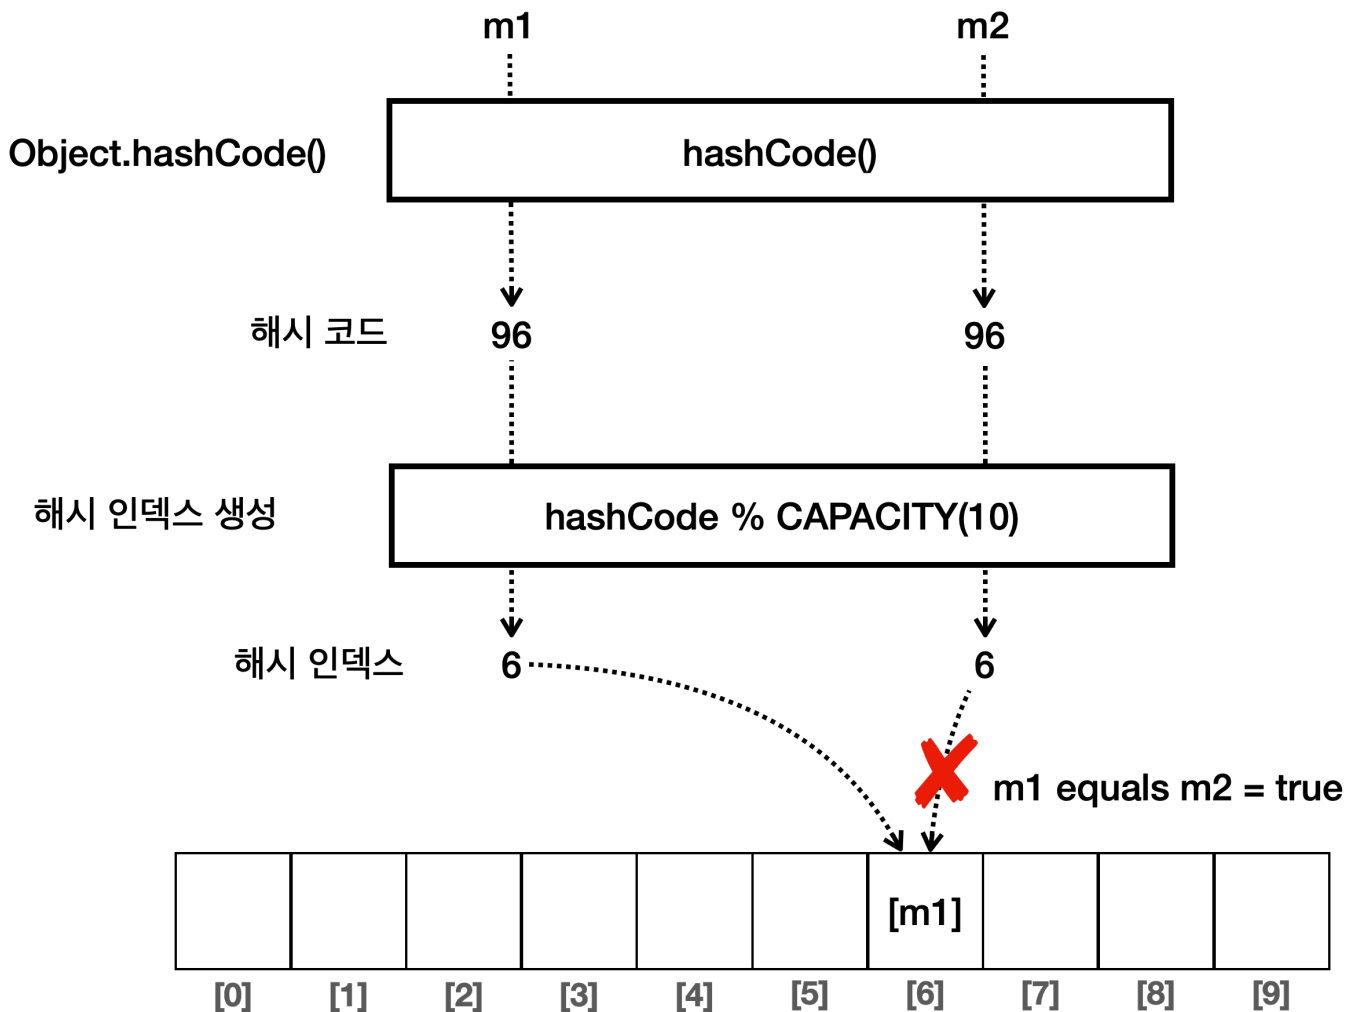 m1 m2
Object.hashCode() hashCode()
해시 코드 96 96
해시 인덱스 생성 hashCode % CAPACITY(10)
해시 인덱스 6 6
m1 equals m2 = true
[m1]
[0] [1] [2] [3] [4] [5] [6] [7] [8] [9]